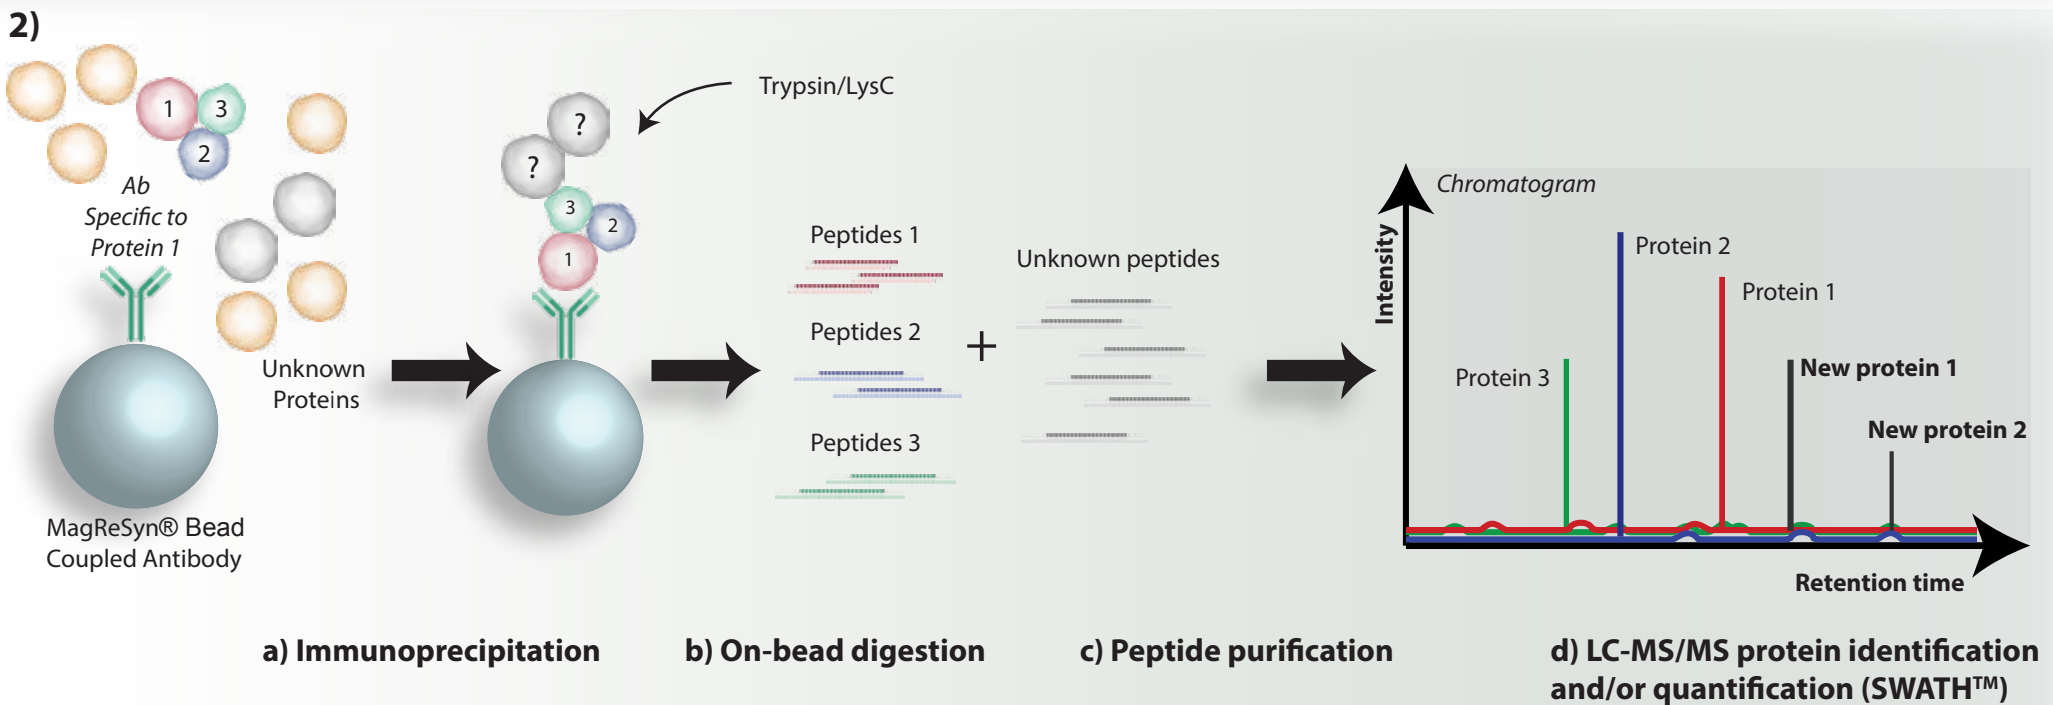 2)
1
3
2
Ab
Specific to
Protein 1
Unknown
Proteins
MagReSyn® Bead
Coupled Antibody
Trypsin/LysC
?
?
3
2
1
Peptides 1
Peptides 2
Peptides 3
+
Unknown peptides
Chromatogram
Intensity
Protein 2
Protein 1
Protein 3
New protein 1
New protein 2
Retention time
a) Immunoprecipitation
b) On-bead digestion
c) Peptide purification
d) LC-MS/MS protein identification
and/or quantification (SWATH™)